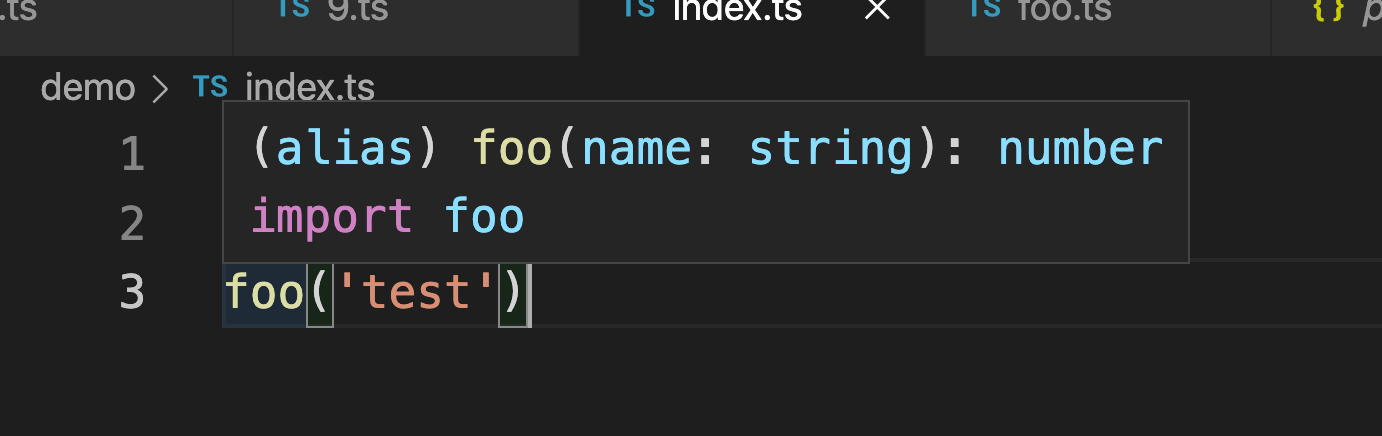 .ts
TS 9.ts
TS index.ts ×
TS foo.ts
{ }
demo > TS index.ts
1
(alias) foo(name: string): number
2
import foo
3 foo('test')